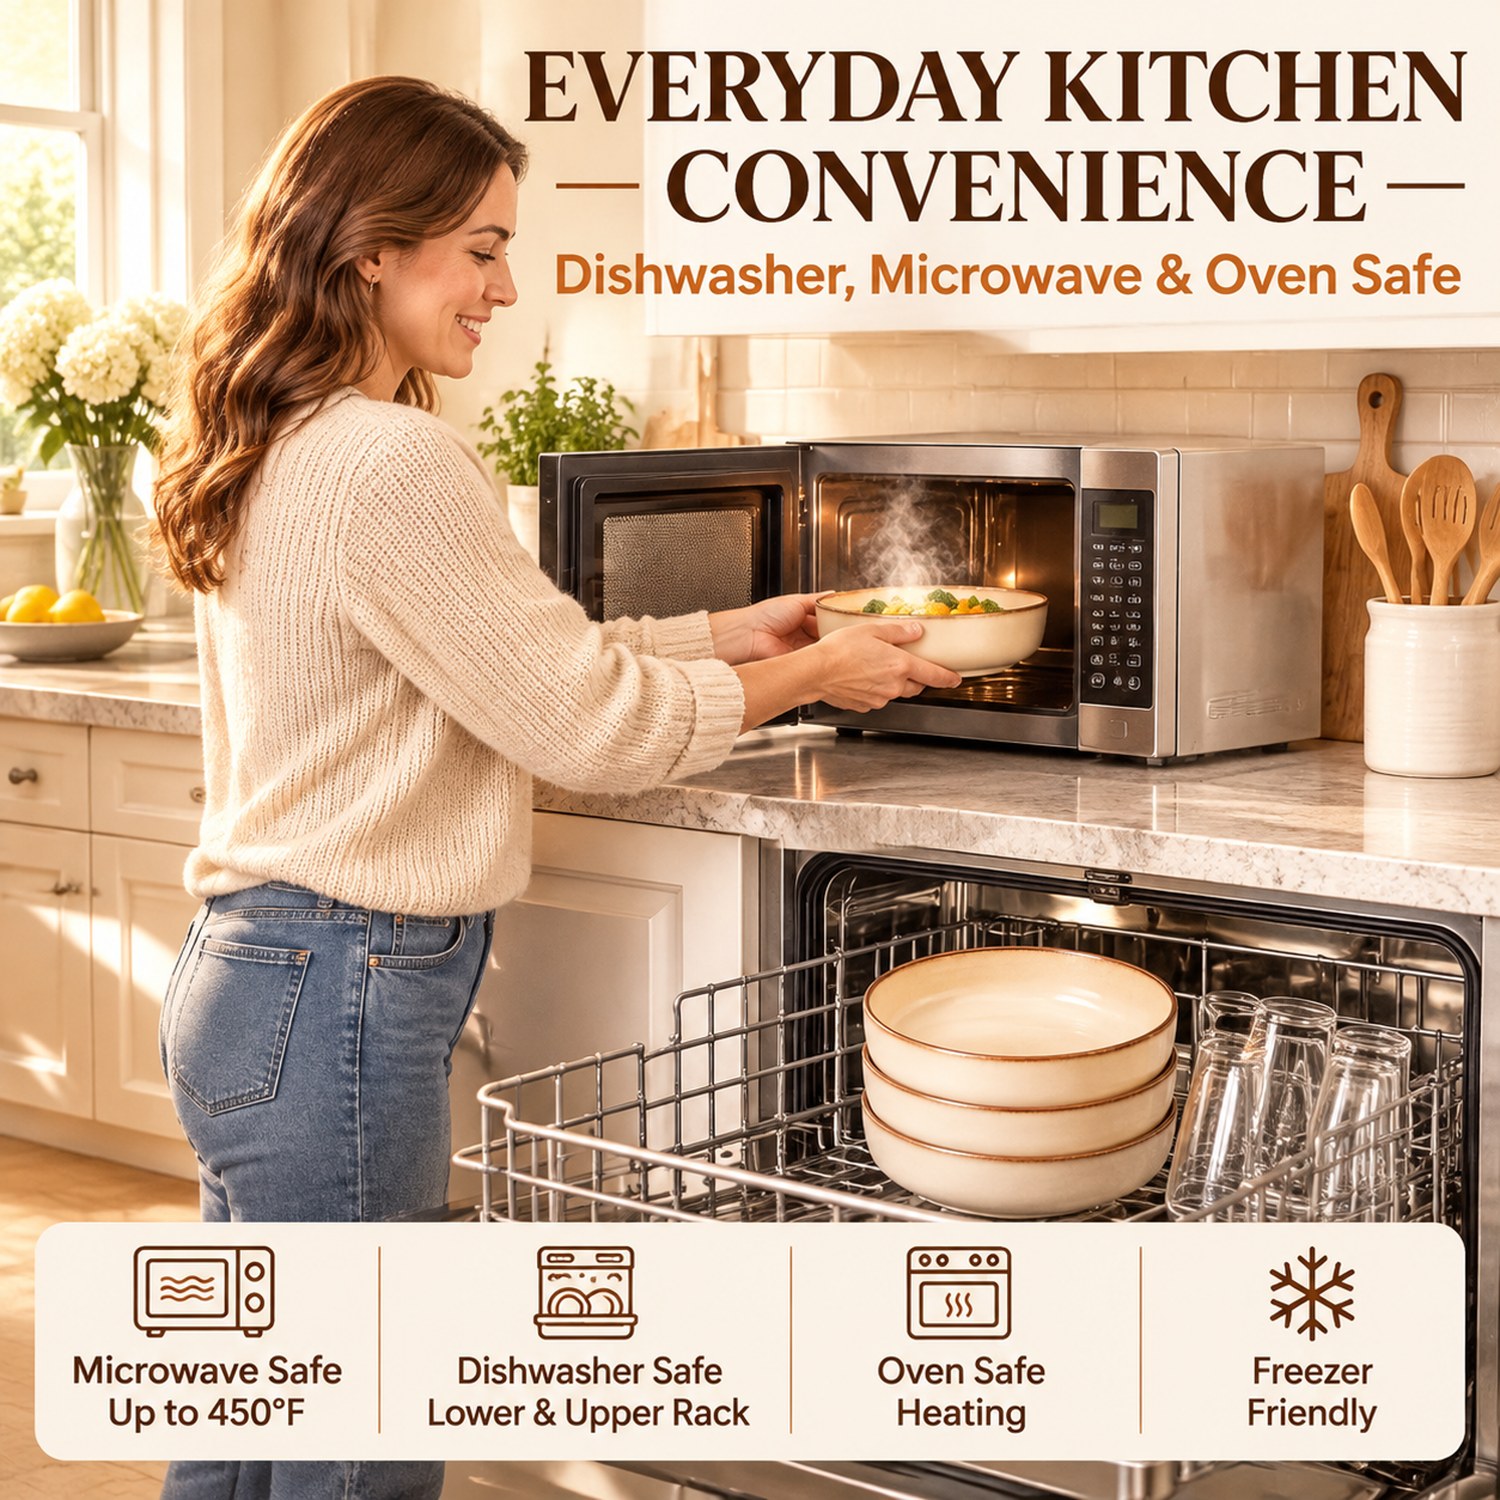 EVERYDAY KITCHEN
CONVENIENCE
Dishwasher, Microwave & Oven Safe
Microwave Safe
Up to 450°F
Dishwasher Safe
Lower & Upper Rack
Oven Safe
Heating
Freezer
Friendly